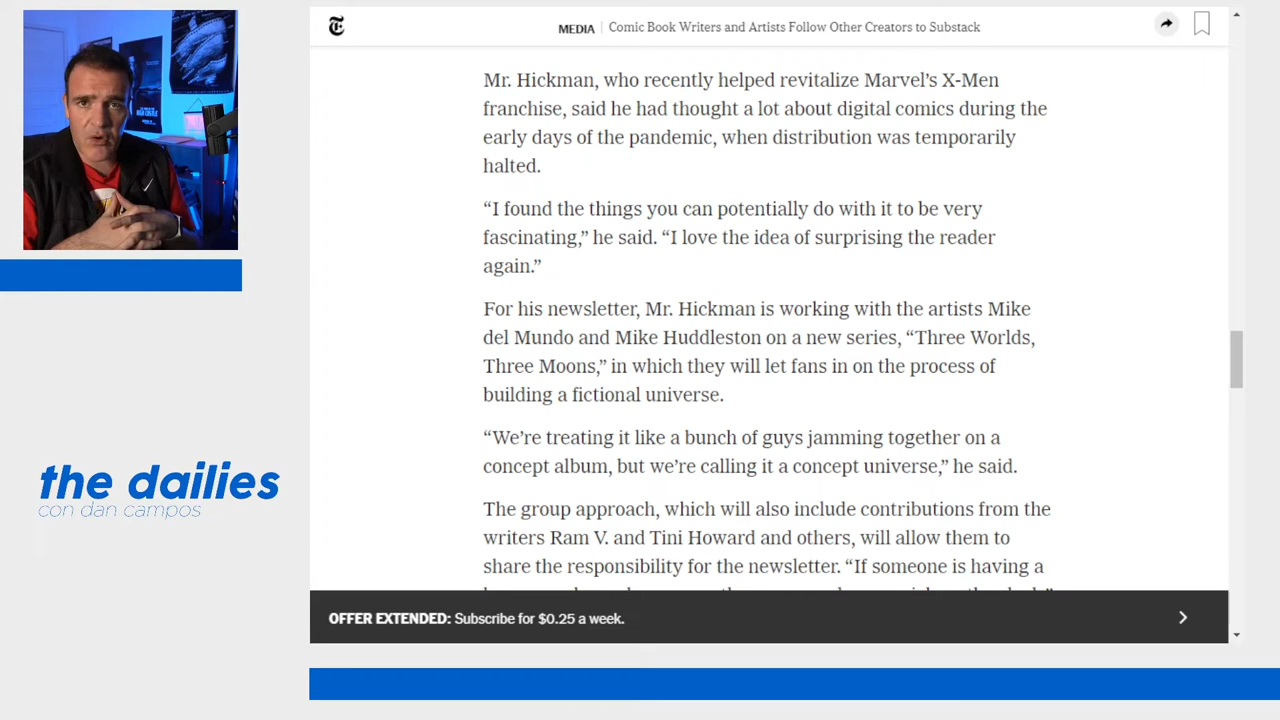 MEDIA | Comic Book Writers and Artists Follow Other Creators to Substack
Mr. Hickman, who recently helped revitalize Marvel’s X-Men
franchise, said he had thought a lot about digital comics during the
early days of the pandemic, when distribution was temporarily
halted.
“I found the things you can potentially do with it to be very
fascinating,” he said. “I love the idea of surprising the reader
again.”
For his newsletter, Mr. Hickman is working with the artists Mike
del Mundo and Mike Huddleston on a new series, “Three Worlds,
Three Moons,” in which they will let fans in on the process of
building a fictional universe.
“We’re treating it like a bunch of guys jamming together on a
concept album, but we’re calling it a concept universe,” he said.
The group approach, which will also include contributions from the
writers Ram V. and Tini Howard and others, will allow them to
share the responsibility for the newsletter. “If someone is having a
OFFER EXTENDED: Subscribe for $0.25 a week.
the dailies
con dan campos